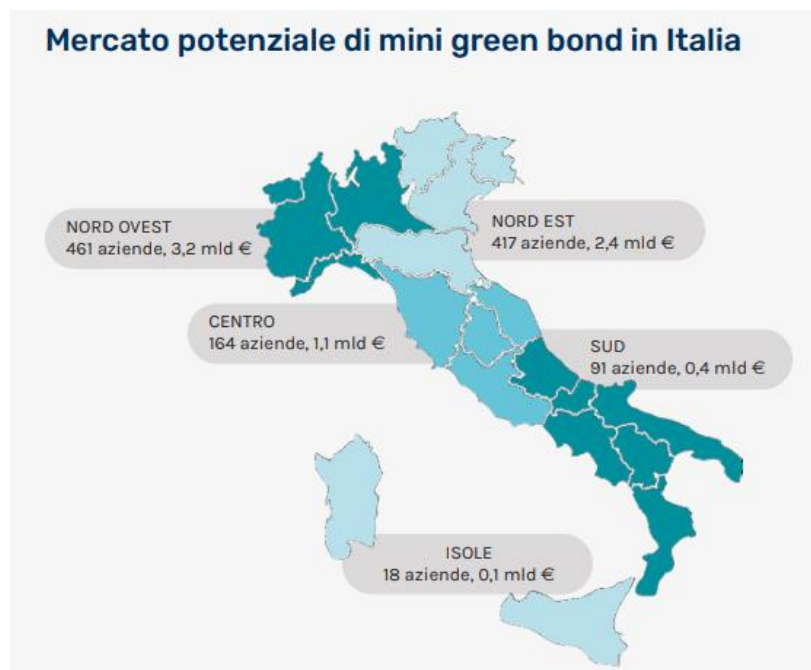 Mercato potenziale di mini green bond in Italia
NORD OVEST
461 aziende, 3,2 mld €
NORD EST
417 aziende, 2,4 mld €
CENTRO
164 aziende, 1,1 mld €
SUD
91 aziende, 0,4 mld €
ISOLE
18 aziende, 0,1 mld €